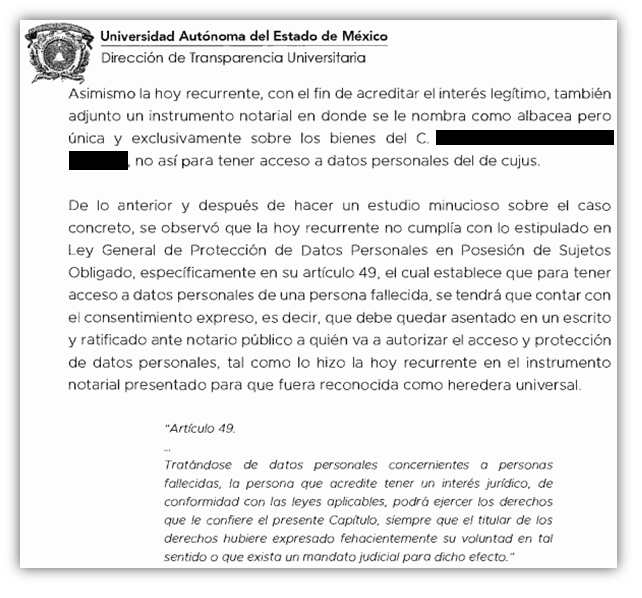 Universidad Autónoma del Estado de México
Dirección de Transparencia Universitaria
Asimismo la hoy recurrente, con el fin de acreditar el interés legítimo, también
adjunto un instrumento notarial en donde se le nombra como albacea pero
única y exclusivamente sobre los bienes del C.
, no así para tener acceso a datos personales del de cujus.
De lo anterior y después de hacer un estudio minucioso sobre el caso
concreto, se observó que la hoy recurrente no cumplía con lo estipulado en
Ley General de Protección de Datos Personales en Posesión de Sujetos
Obligado, específicamente en su artículo 49, el cual establece que para tener
acceso a datos personales de una persona fallecida, se tendrá que contar con
el consentimiento expreso, es decir, que debe quedar asentado en un escrito
y ratificado ante notario público a quién va a autorizar el acceso y protección
de datos personales, tal como lo hizo la hoy recurrente en el instrumento
notarial presentado para que fuera reconocida como heredera universal.
"Artículo 49.
...
Tratándose de datos personales concernientes a personas
fallecidas, la persona que acredite tener un interés jurídico, de
conformidad con las leyes aplicables, podrá ejercer los derechos
que le confiere el presente Capítulo, siempre que el titular de los
derechos hubiere expresado fehacientemente su voluntad en tal
sentido o que exista un mandato judicial para dicho efecto."